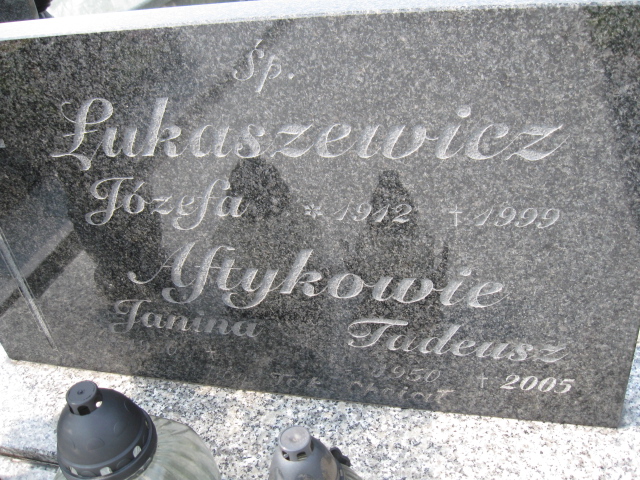 Śp.
Łukaszewicz
Józefa * 1912 † 1999
Aftykowie
Janina Tadeusz
1950 † 2005